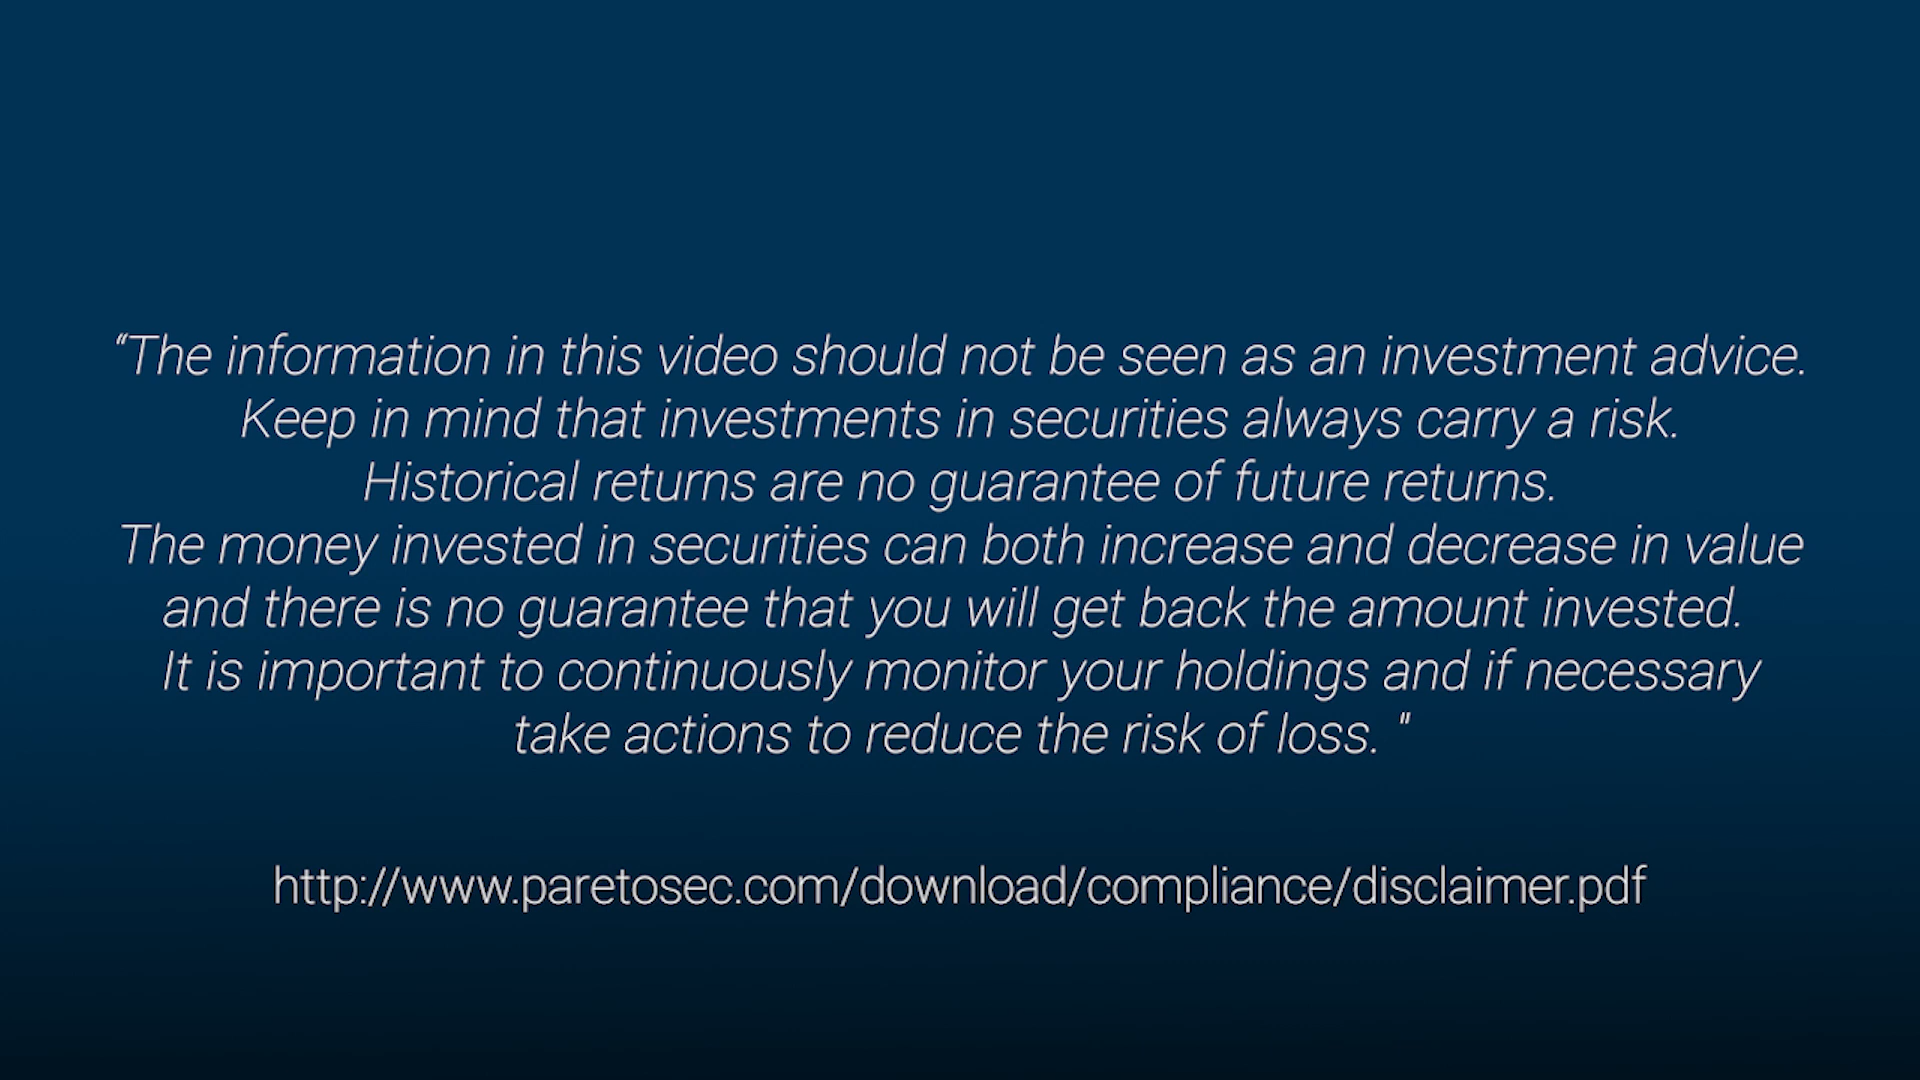 “The information in this video should not be seen as an investment advice.
Keep in mind that investments in securities always carry a risk.
Historical returns are no guarantee of future returns.
The money invested in securities can both increase and decrease in value
and there is no guarantee that you will get back the amount invested.
It is important to continuously monitor your holdings and if necessary
take actions to reduce the risk of loss. "
http://www.paretosec.com/download/compliance/disclaimer.pdf